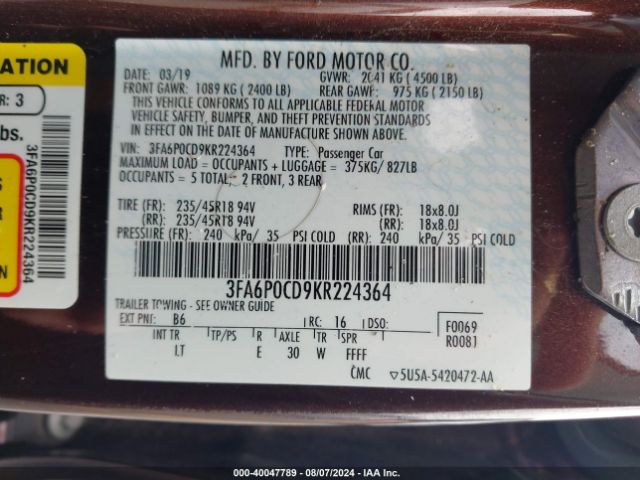 ATION
R: 3
lbs.
3FA6P0CD9KR224364
MFD. BY FORD MOTOR CO.
DATE: 03/19 GVWR: 2041 KG ( 4500 LB)
FRONT GAWR: 1089 KG ( 2400 LB) REAR GAWR: 975 KG ( 2150 LB)
THIS VEHICLE CONFORMS TO ALL APPLICABLE FEDERAL MOTOR
VEHICLE SAFETY, BUMPER, AND THEFT PREVENTION STANDARDS
IN EFFECT ON THE DATE OF MANUFACTURE SHOWN ABOVE.
VIN: 3FA6P0CD9KR224364 TYPE: Passenger Car
MAXIMUM LOAD = OCCUPANTS + LUGGAGE = 375KG/ 827LB
OCCUPANTS = 5 TOTAL; 2 FRONT, 3 REAR
TIRE (FR): 235/45R18 94V RIMS (FR): 18x8.0J
(RR): 235/45R18 94V (RR): 18x8.0J
PRESSURE (FR): 240 kPa/ 35 PSI COLD (RR): 240 kPa/ 35 PSI COLD
3FA6P0CD9KR224364
TRAILER TOWING - SEE OWNER GUIDE
EXT PNT: B6 RC: 16 DSO: F0069
INT TR TP/PS R AXLE TR SPR R0081
LT E 30 W FFFF
CMC 5U5A-5420472-AA
000-40047789 - 08/07/2024 - IAA Inc.